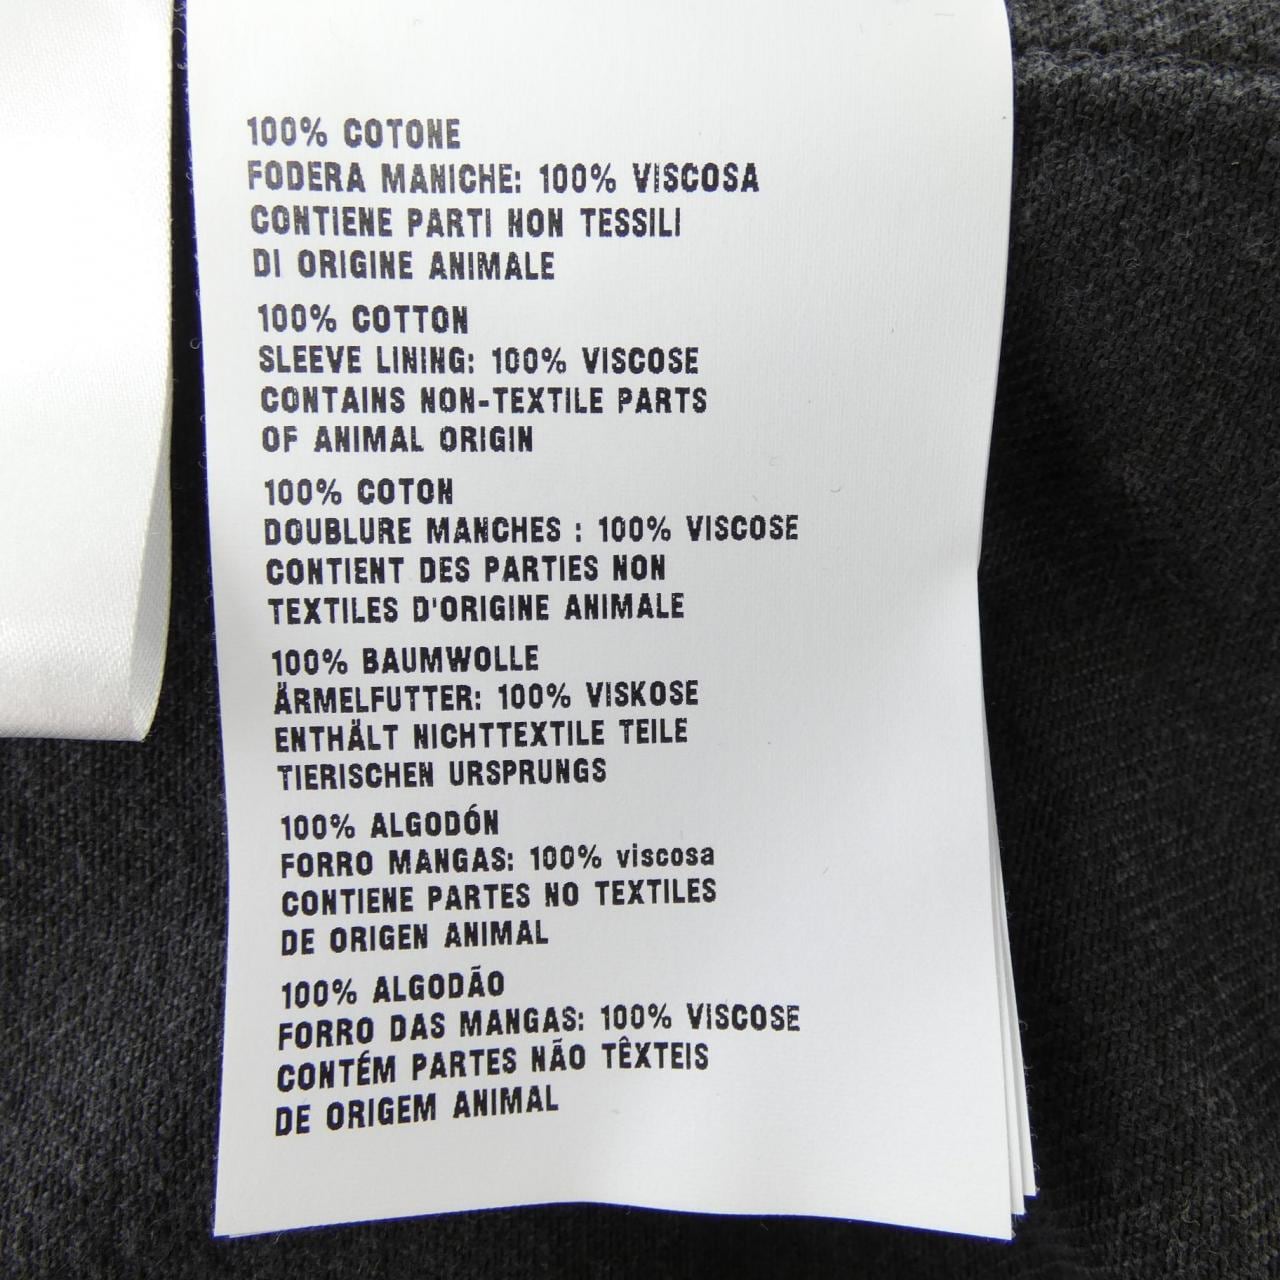 100% COTONE
FODERA MANICHE: 100% VISCOSA
CONTIENE PARTI NON TESSILI
DI ORIGINE ANIMALE
100% COTTON
SLEEVE LINING: 100% VISCOSE
CONTAINS NON-TEXTILE PARTS
OF ANIMAL ORIGIN
100% COTON
DOUBLURE MANCHES : 100% VISCOSE
CONTIENT DES PARTIES NON
TEXTILES D'ORIGINE ANIMALE
100% BAUMWOLLE
ÄRMELFUTTER: 100% VISKOSE
ENTHÄLT NICHTTEXTILE TEILE
TIERISCHEN URSPRUNGS
100% ALGODÓN
FORRO MANGAS: 100% viscosa
CONTIENE PARTES NO TEXTILES
DE ORIGEN ANIMAL
100% ALGODÃO
FORRO DAS MANGAS: 100% VISCOSE
CONTÉM PARTES NÃO TÊXTEIS
DE ORIGEM ANIMAL